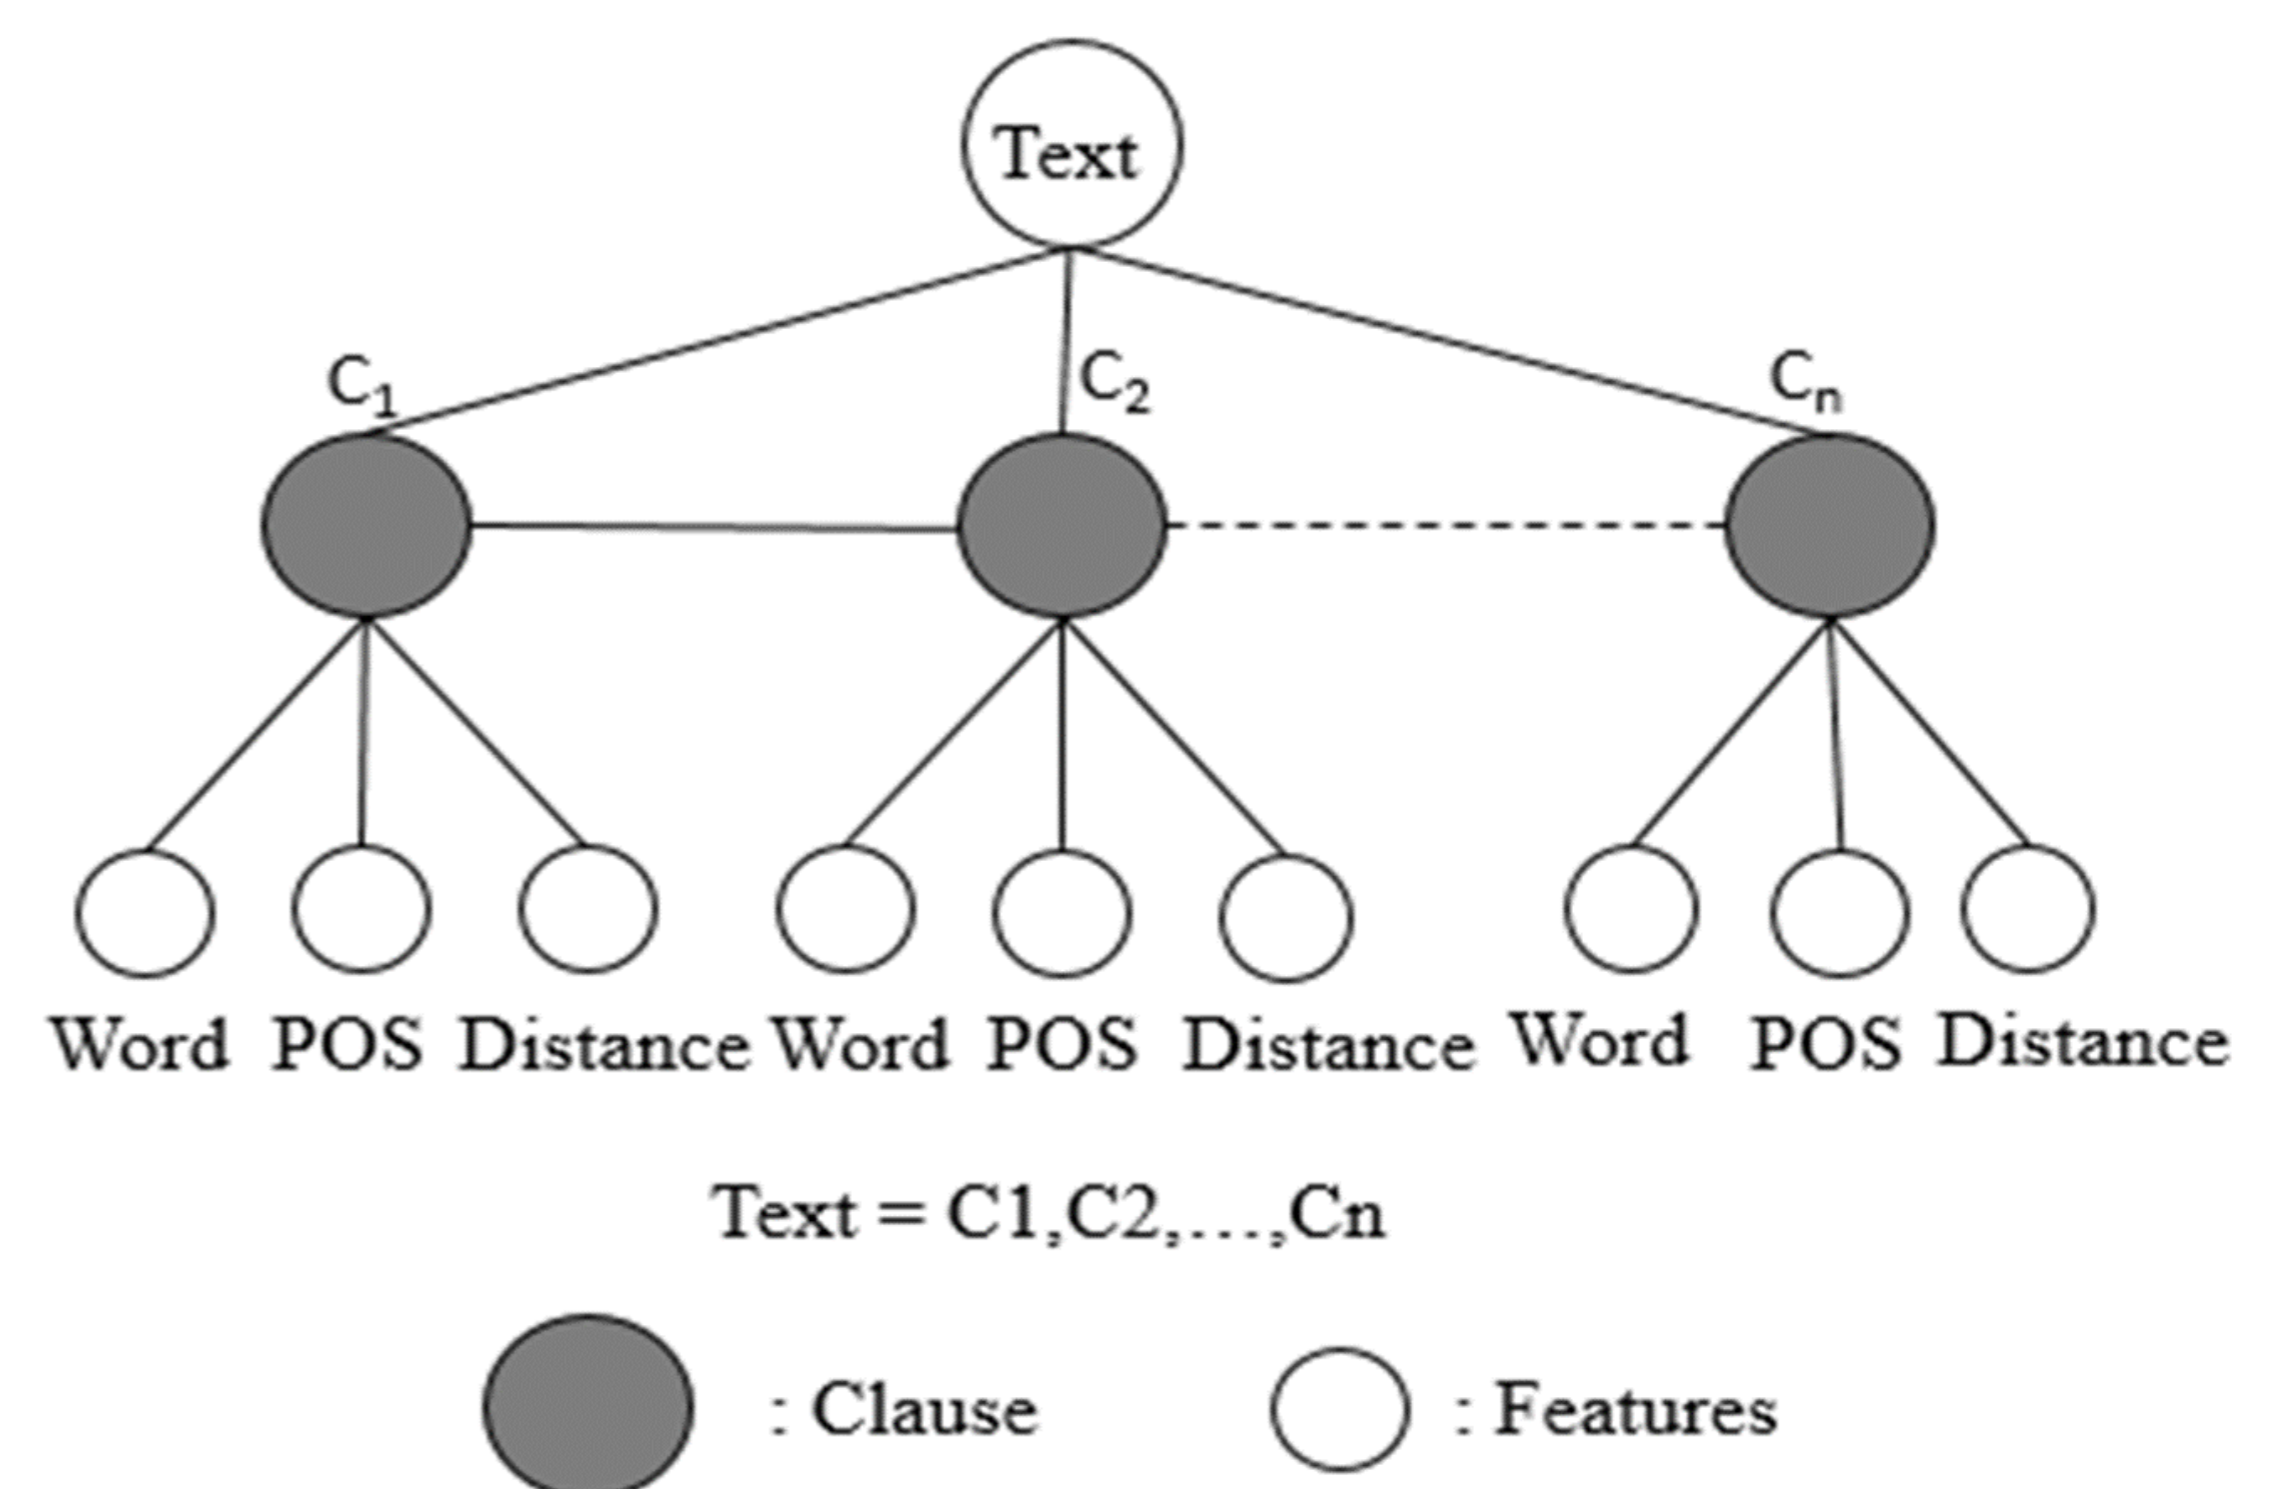 Text
C1 C2 Cn
Word POS Distance Word POS Distance Word POS Distance
Text = C1,C2,...,Cn
: Clause : Features